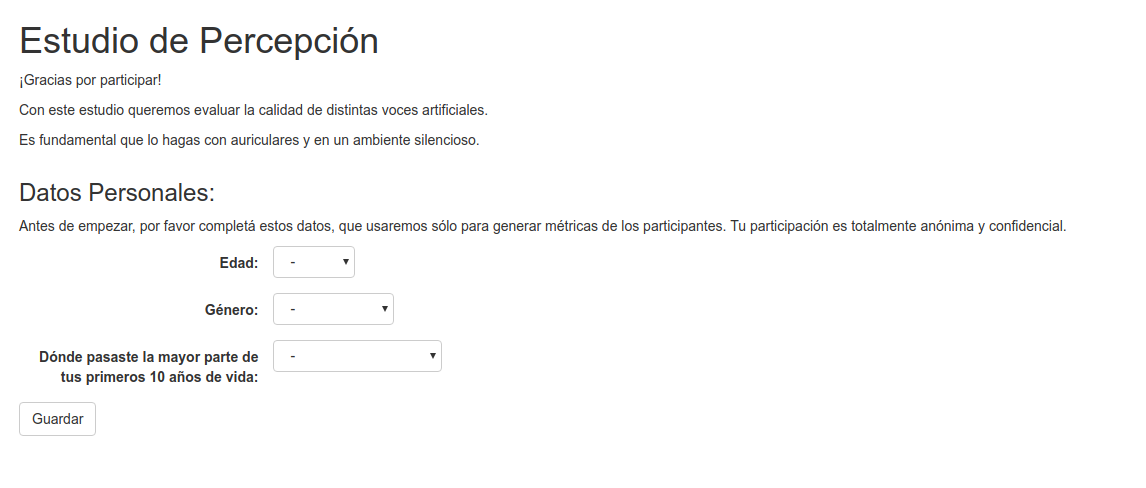 Estudio de Percepción
¡Gracias por participar!
Con este estudio queremos evaluar la calidad de distintas voces artificiales.
Es fundamental que lo hagas con auriculares y en un ambiente silencioso.
Datos Personales:
Antes de empezar, por favor completá estos datos, que usaremos sólo para generar métricas de los participantes. Tu participación es totalmente anónima y confidencial.
Edad: -
Género: -
Dónde pasaste la mayor parte de -
tus primeros 10 años de vida:
Guardar